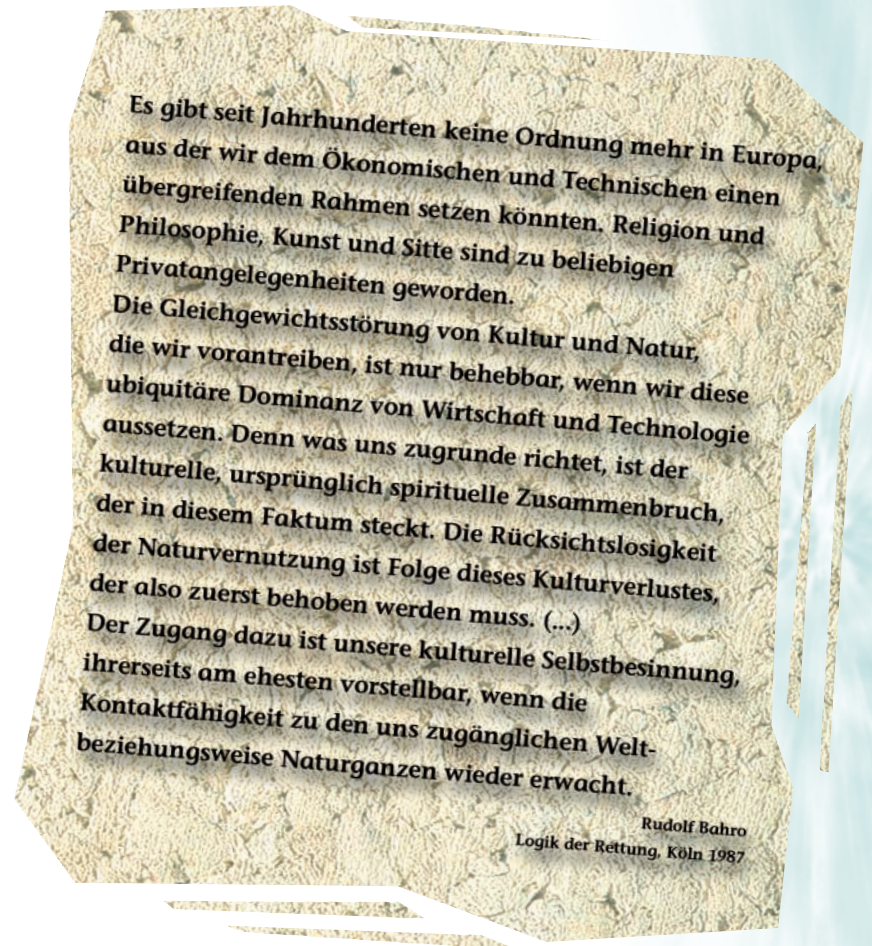 Es gibt seit Jahrhunderten keine Ordnung mehr in Europa,
aus der wir dem Ökonomischen und Technischen einen
übergreifenden Rahmen setzen könnten. Religion und
Philosophie, Kunst und Sitte sind zu beliebigen
Privatangelegenheiten geworden.
Die Gleichgewichtsstörung von Kultur und Natur,
die wir vorantreiben, ist nur behebbar, wenn wir diese
ubiquitäre Dominanz von Wirtschaft und Technologie
aussetzen. Denn was uns zugrunde richtet, ist der
kulturelle, ursprünglich spirituelle Zusammenbruch,
der in diesem Faktum steckt. Die Rücksichtslosigkeit
der Naturvernutzung ist Folge dieses Kulturverlustes,
der also zuerst behoben werden muss. (...)
Der Zugang dazu ist unsere kulturelle Selbstbesinnung,
ihrerseits am ehesten vorstellbar, wenn die
Kontaktfähigkeit zu den uns zugänglichen Welt-
beziehungsweise Naturganzen wieder erwacht.
Rudolf Bahro
Logik der Rettung, Köln 1987